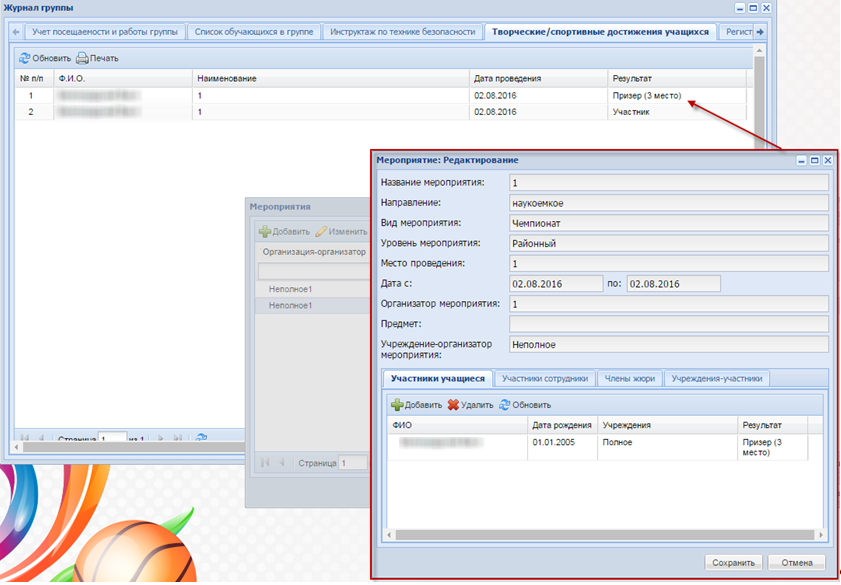 Журнал группы
Учет посещаемости и работы группы
Список обучающихся в группе
Инструктаж по технике безопасности
Творческие/спортивные достижения учащихся
Регист
Обновить Печать
№ п/п Ф.И.О. Наименование Дата проведения Результат
1 1 02.08.2016 Призер (3 место)
2 1 02.08.2016 Участник
Страница 1 из 1
Мероприятия
Добавить Изменить
Организация-организатор
Неполное1
Неполное1
Страница 1
Мероприятие: Редактирование
Название мероприятия: 1
Направление: наукоемкое
Вид мероприятия: Чемпионат
Уровень мероприятия: Районный
Место проведения: 1
Дата с: 02.08.2016 по: 02.08.2016
Организатор мероприятия: 1
Предмет:
Учреждение-организатор Неполное
мероприятия:
Участники учащиеся
Участники сотрудники
Члены жюри
Учреждения-участники
Добавить Удалить Обновить
ФИО Дата рождения Учреждения Результат
01.01.2005 Полное Призер (3
место)
Сохранить Отмена